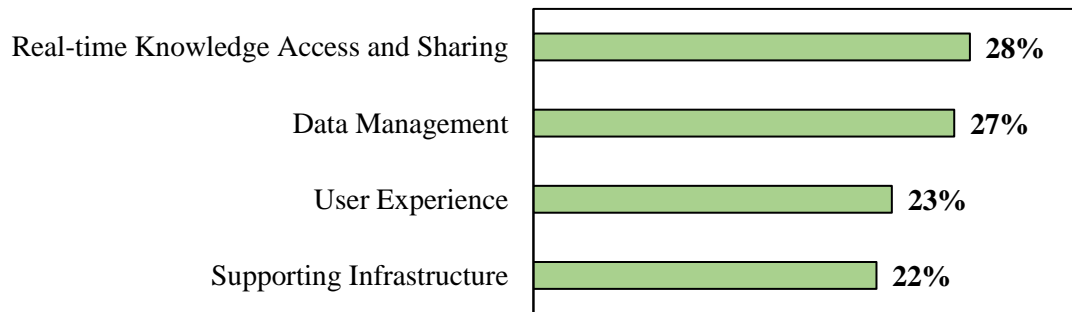 Real-time Knowledge Access and Sharing 28%
Data Management 27%
User Experience 23%
Supporting Infrastructure 22%